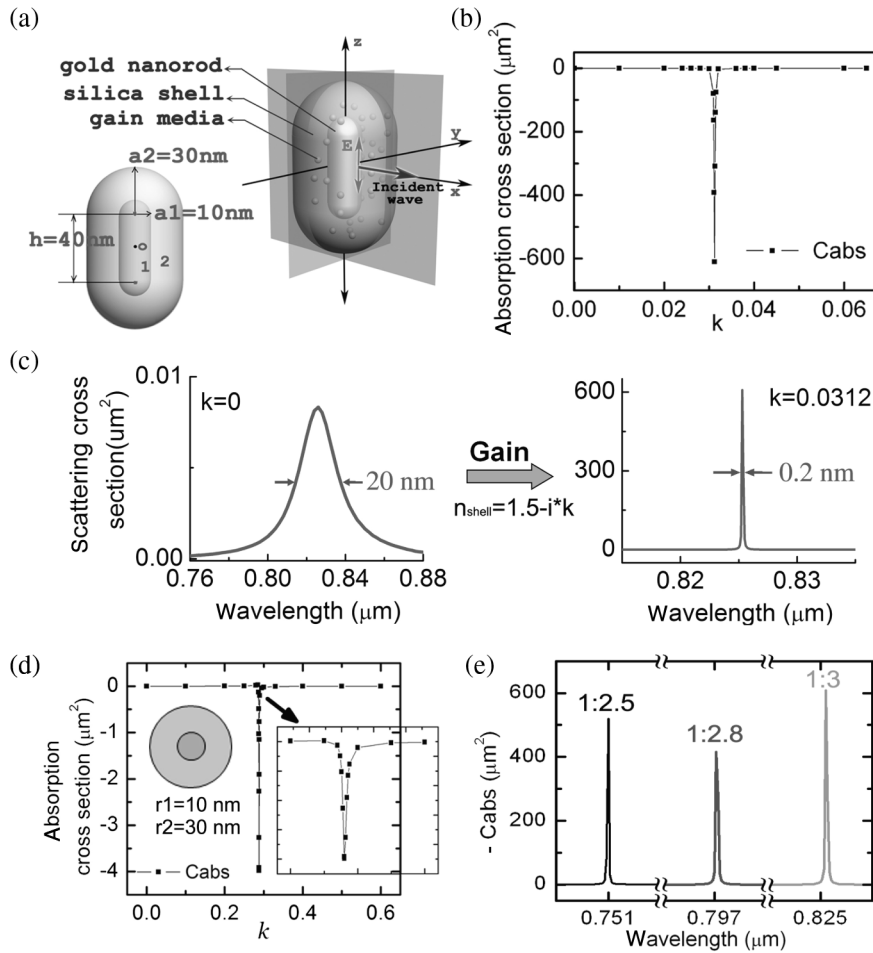 (a)
gold nanorod
silica shell
gain media
z
y
x
E
Incident
wave
a2=30nm
a1=10nm
h=40nm
o
1
2
(b)
Absorption cross section (μm²)
0
-200
-400
-600
Cabs
0.00
0.02
0.04
0.06
k
(c)
Scattering cross
section(um²)
0.01
0.00
k=0
20 nm
0.76
0.80
0.84
0.88
Wavelength (μm)
Gain
nshell=1.5-i*k
600
300
0
k=0.0312
0.2 nm
0.82
0.83
Wavelength (μm)
(d)
Absorption
cross section (μm²)
0
-1
-2
-3
-4
r1=10 nm
r2=30 nm
Cabs
0.0
0.2
0.4
0.6
k
(e)
- Cabs (μm²)
600
400
200
0
1:2.5
1:2.8
1:3
0.751
0.797
0.825
Wavelength (μm)